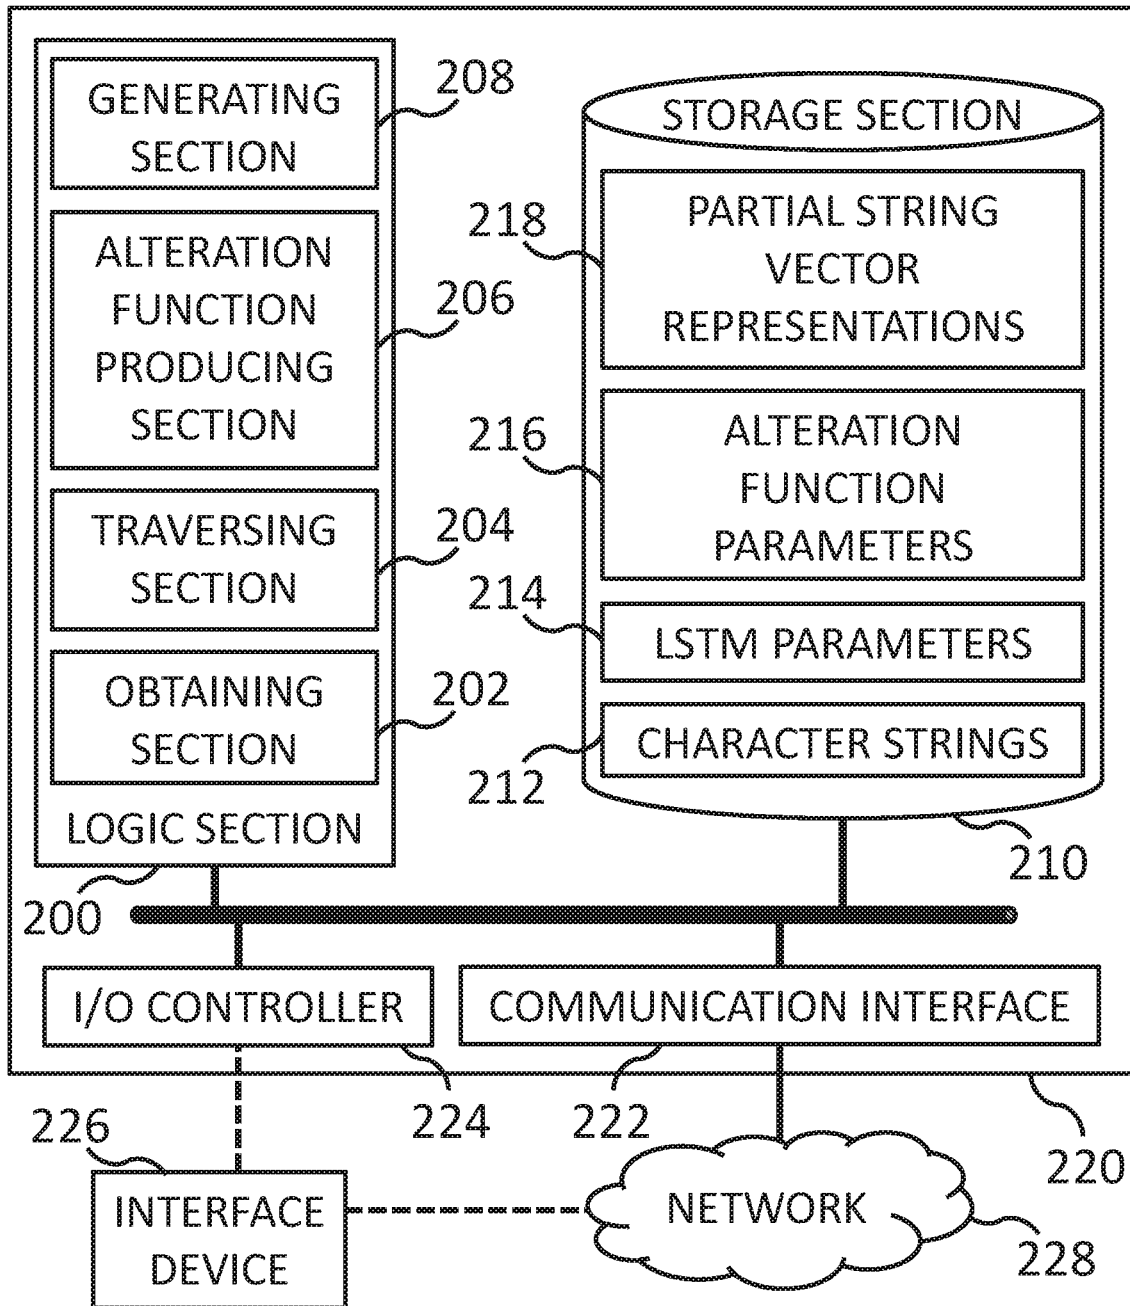 GENERATING
SECTION
208
ALTERATION
FUNCTION
PRODUCING
SECTION
206
TRAVERSING
SECTION
204
OBTAINING
SECTION
202
LOGIC SECTION
200
STORAGE SECTION
PARTIAL STRING
VECTOR
REPRESENTATIONS
218
ALTERATION
FUNCTION
PARAMETERS
216
LSTM PARAMETERS
214
CHARACTER STRINGS
212
210
I/O CONTROLLER
224
COMMUNICATION INTERFACE
222
220
226
INTERFACE
DEVICE
NETWORK
228